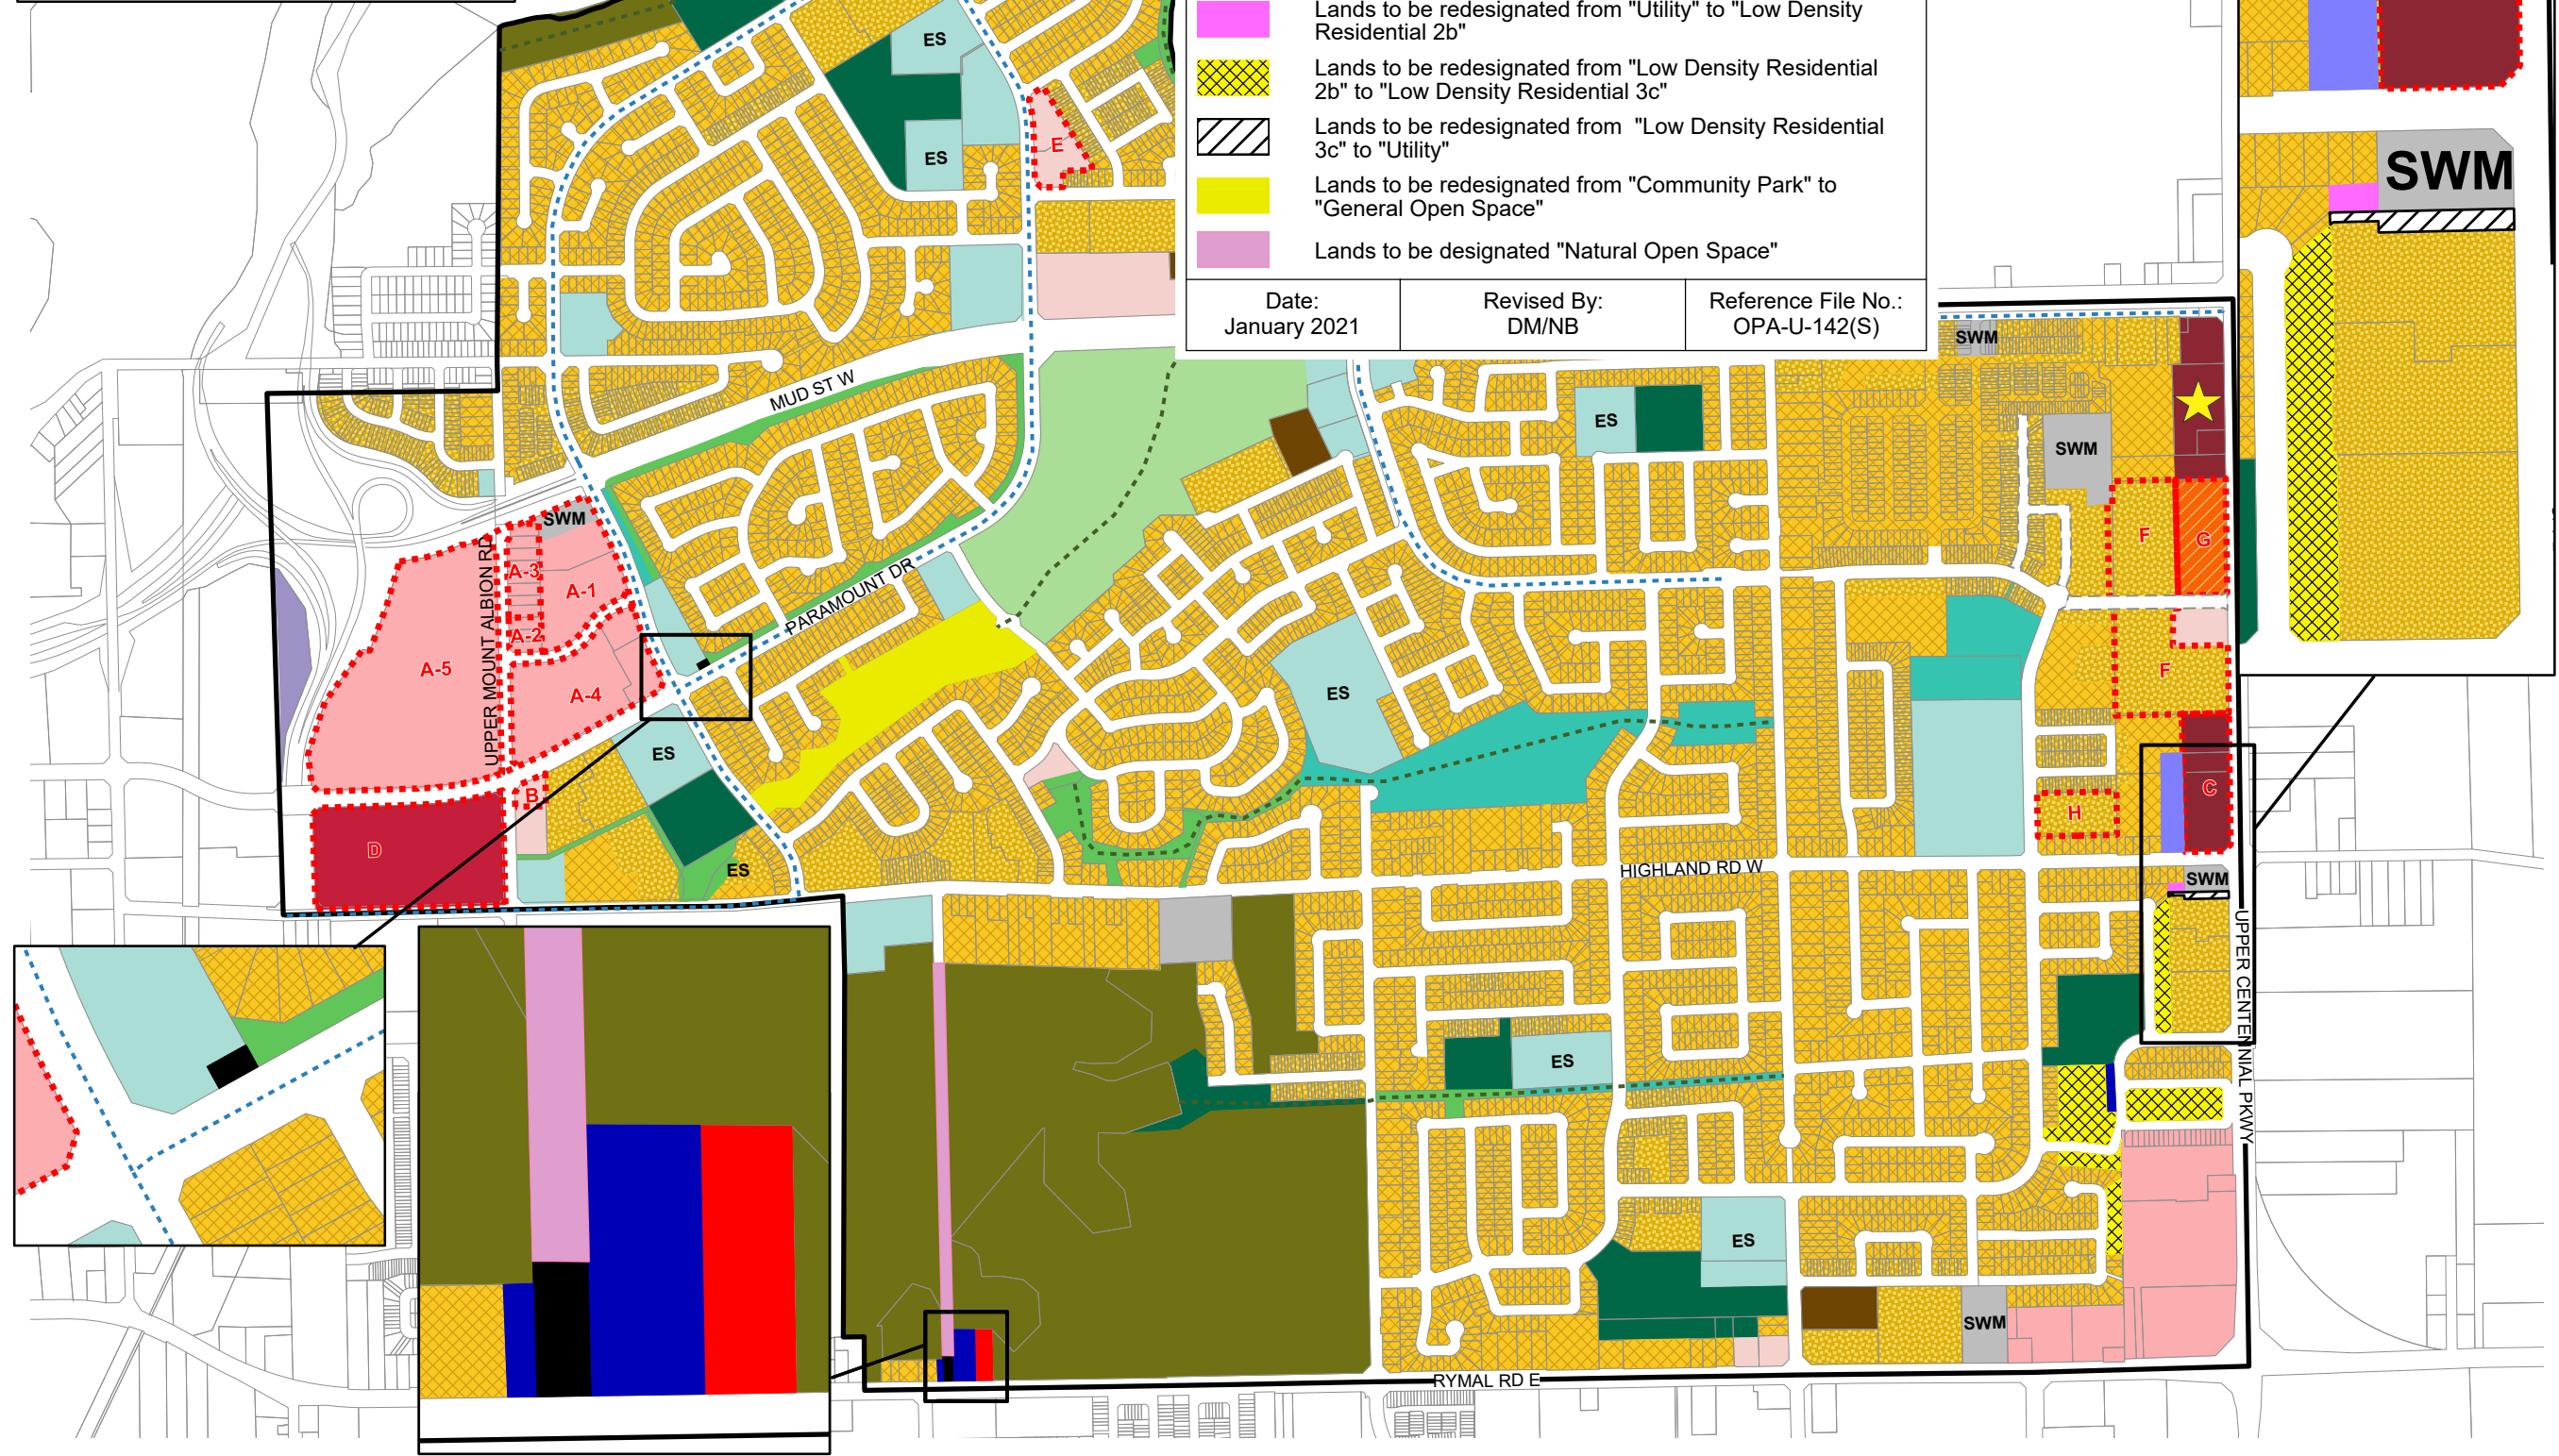 Lands to be redesignated from "Utility" to "Low Density
Residential 2b"
Lands to be redesignated from "Low Density Residential
2b" to "Low Density Residential 3c"
Lands to be redesignated from "Low Density Residential
3c" to "Utility"
Lands to be redesignated from "Community Park" to
"General Open Space"
Lands to be designated "Natural Open Space"
Date:
January 2021
Revised By:
DM/NB
Reference File No.:
OPA-U-142(S)
ES
ES
E
SWM
SWM
MUD ST W
ES
SWM
SWM
UPPER MOUNT ALBION RD
A-3
A-1
A-2
A-5
A-4
PARAMOUNT DR
F
G
F
ES
ES
B
D
ES
C
H
HIGHLAND RD W
SWM
UPPER CENTENNIAL PKWY
ES
ES
SWM
RYMAL RD E